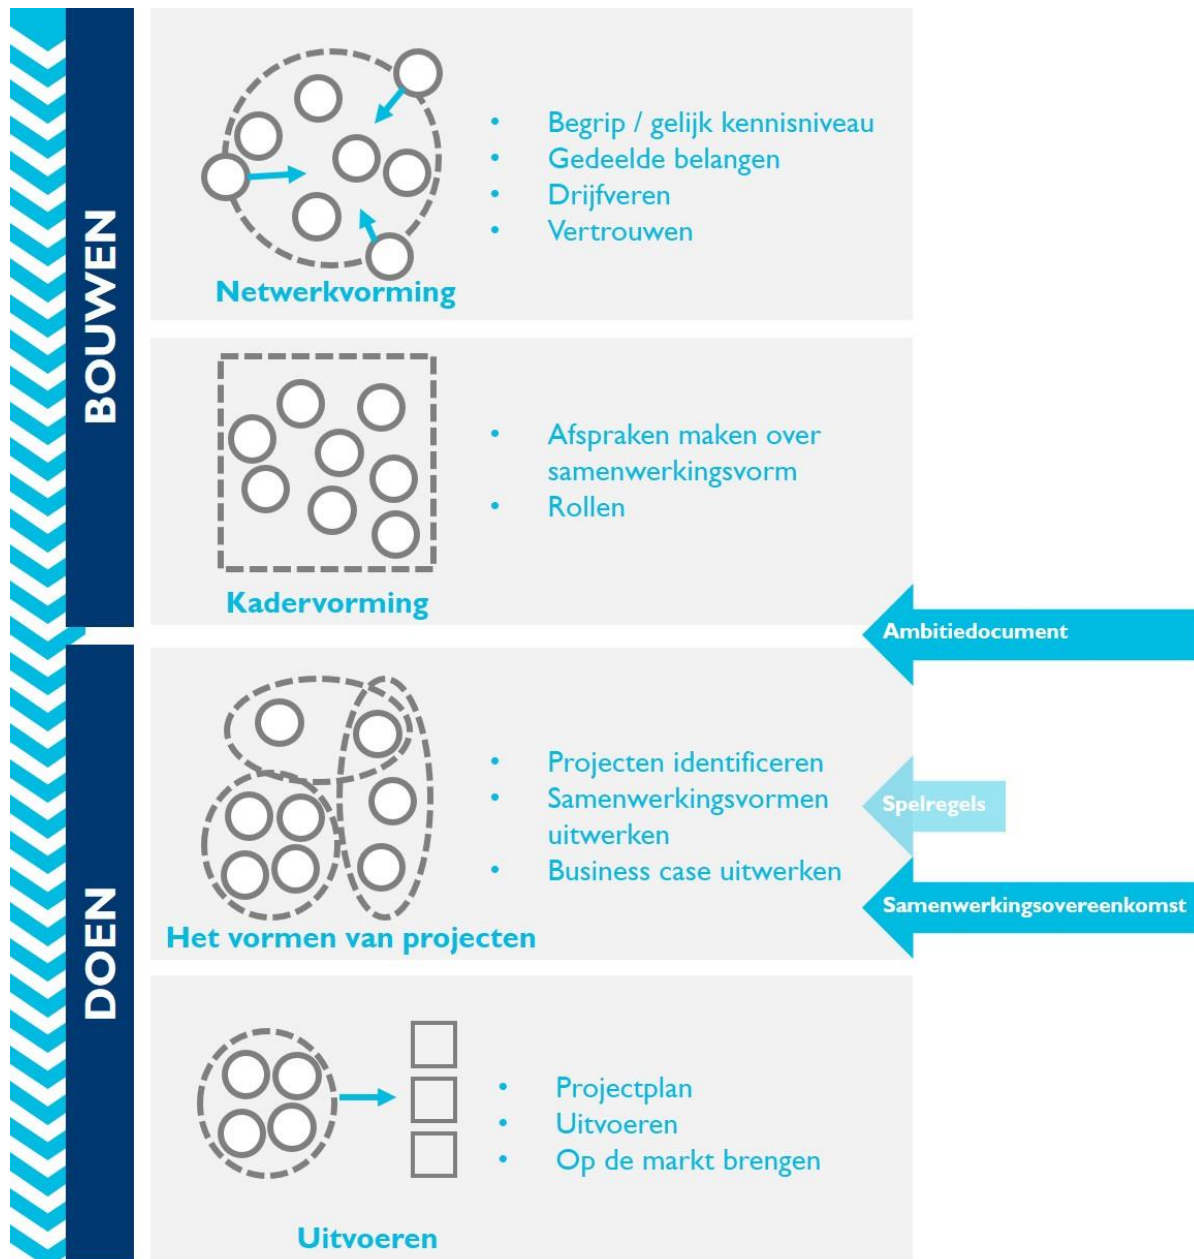 BOUWEN
• Begrip / gelijk kennisniveau
• Gedeelde belangen
• Drijfveren
• Vertrouwen
Netwerkvorming
• Afspraken maken over
samenwerkingsvorm
• Rollen
Kadervorming
Ambitiedocument
DOEN
• Projecten identificeren
• Samenwerkingsvormen
uitwerken
• Business case uitwerken
Spelregels
Samenwerkingsovereenkomst
Het vormen van projecten
• Projectplan
• Uitvoeren
• Op de markt brengen
Uitvoeren